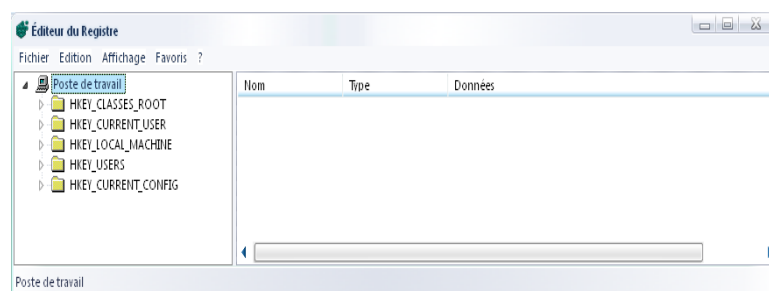 Éditeur du Registre
Fichier Edition Affichage Favoris ?
Poste de travail
HKEY_CLASSES_ROOT
HKEY_CURRENT_USER
HKEY_LOCAL_MACHINE
HKEY_USERS
HKEY_CURRENT_CONFIG
Nom Type Données
Poste de travail